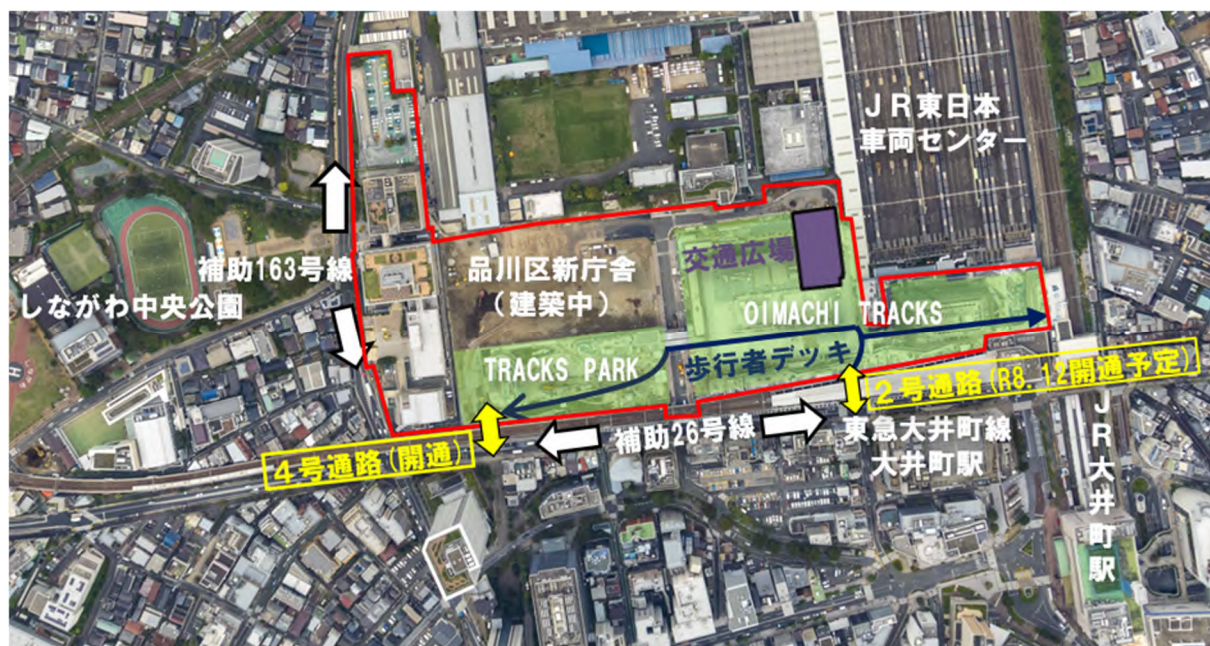 JR東日本
車両センター
補助163号線
しながわ中央公園
品川区新庁舎
(建築中)
交通広場
OIMACHI TRACKS
TRACKS PARK
歩行者デッキ
2号通路(R8.12開通予定)
4号通路(開通)
補助26号線
東急大井町線
大井町駅
JR大井町駅